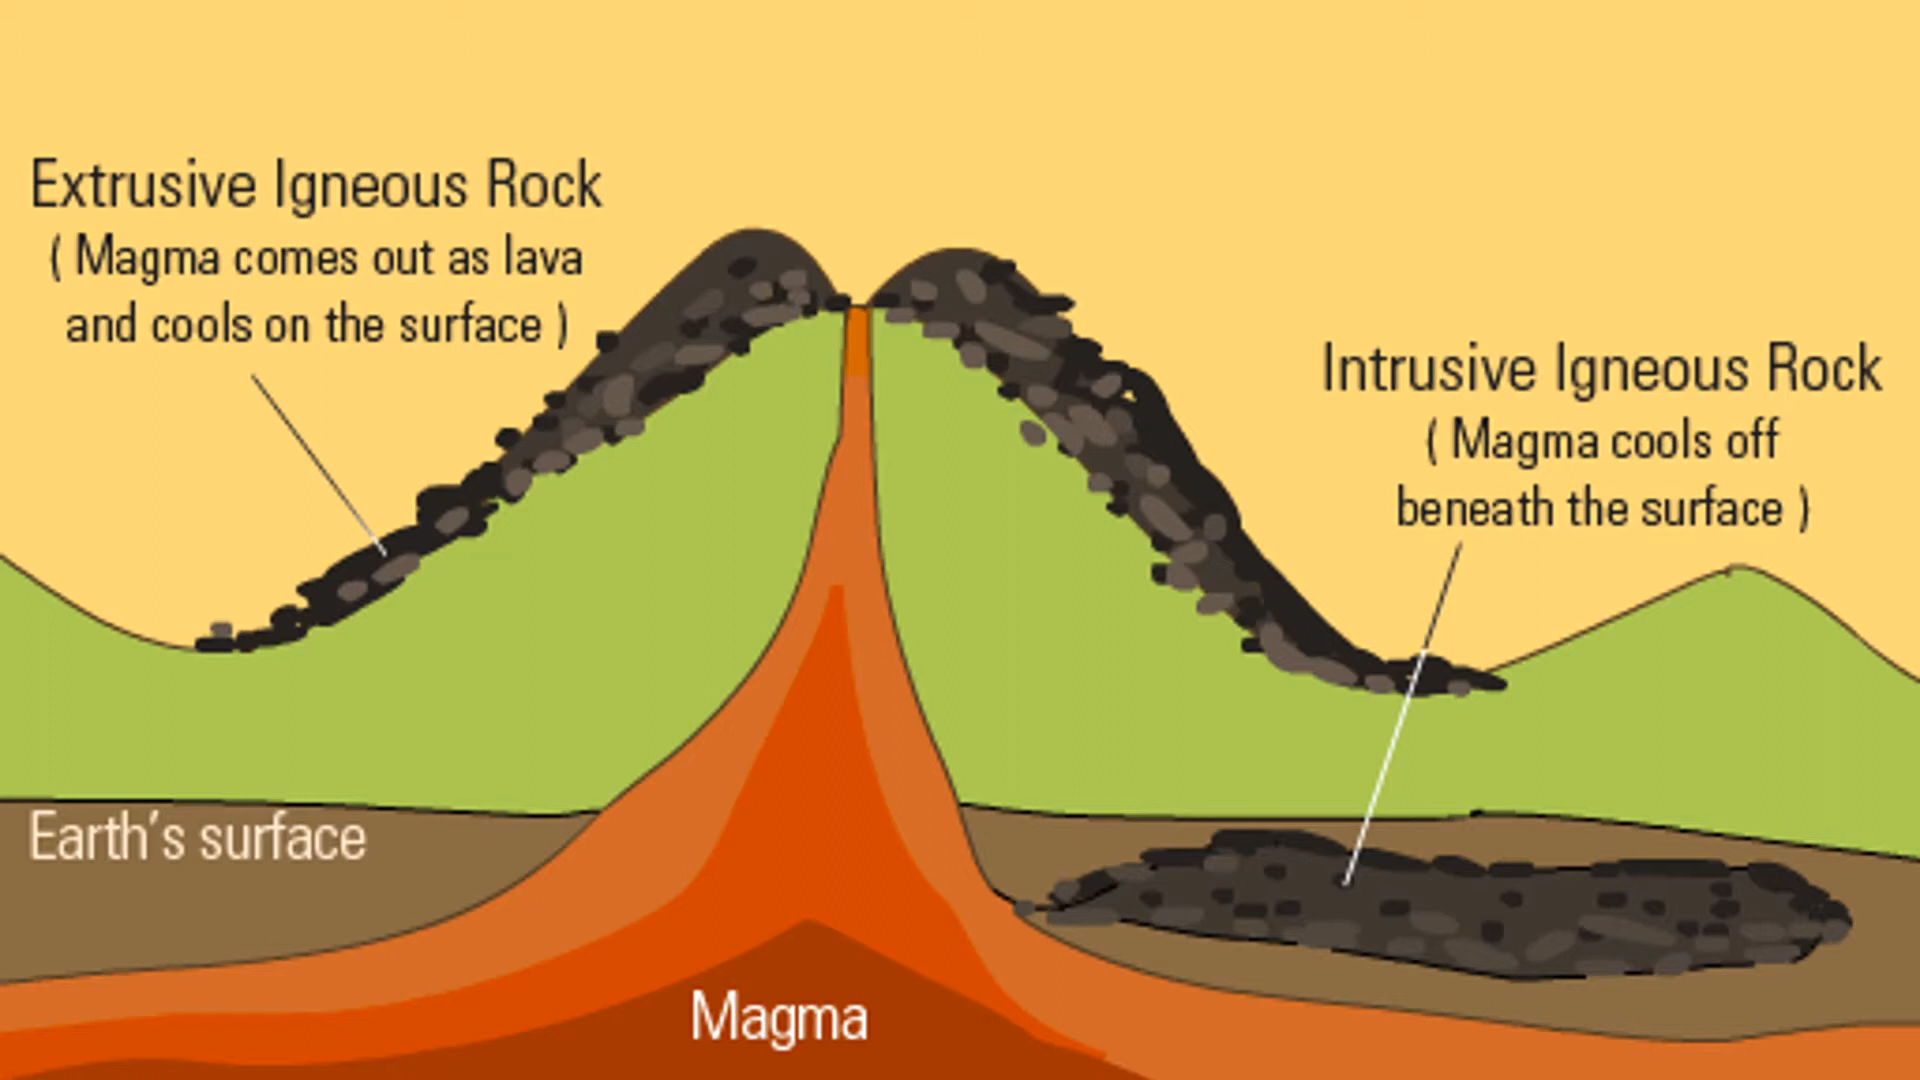 Extrusive Igneous Rock
( Magma comes out as lava
and cools on the surface )
Intrusive Igneous Rock
( Magma cools off
beneath the surface )
Earth's surface
Magma